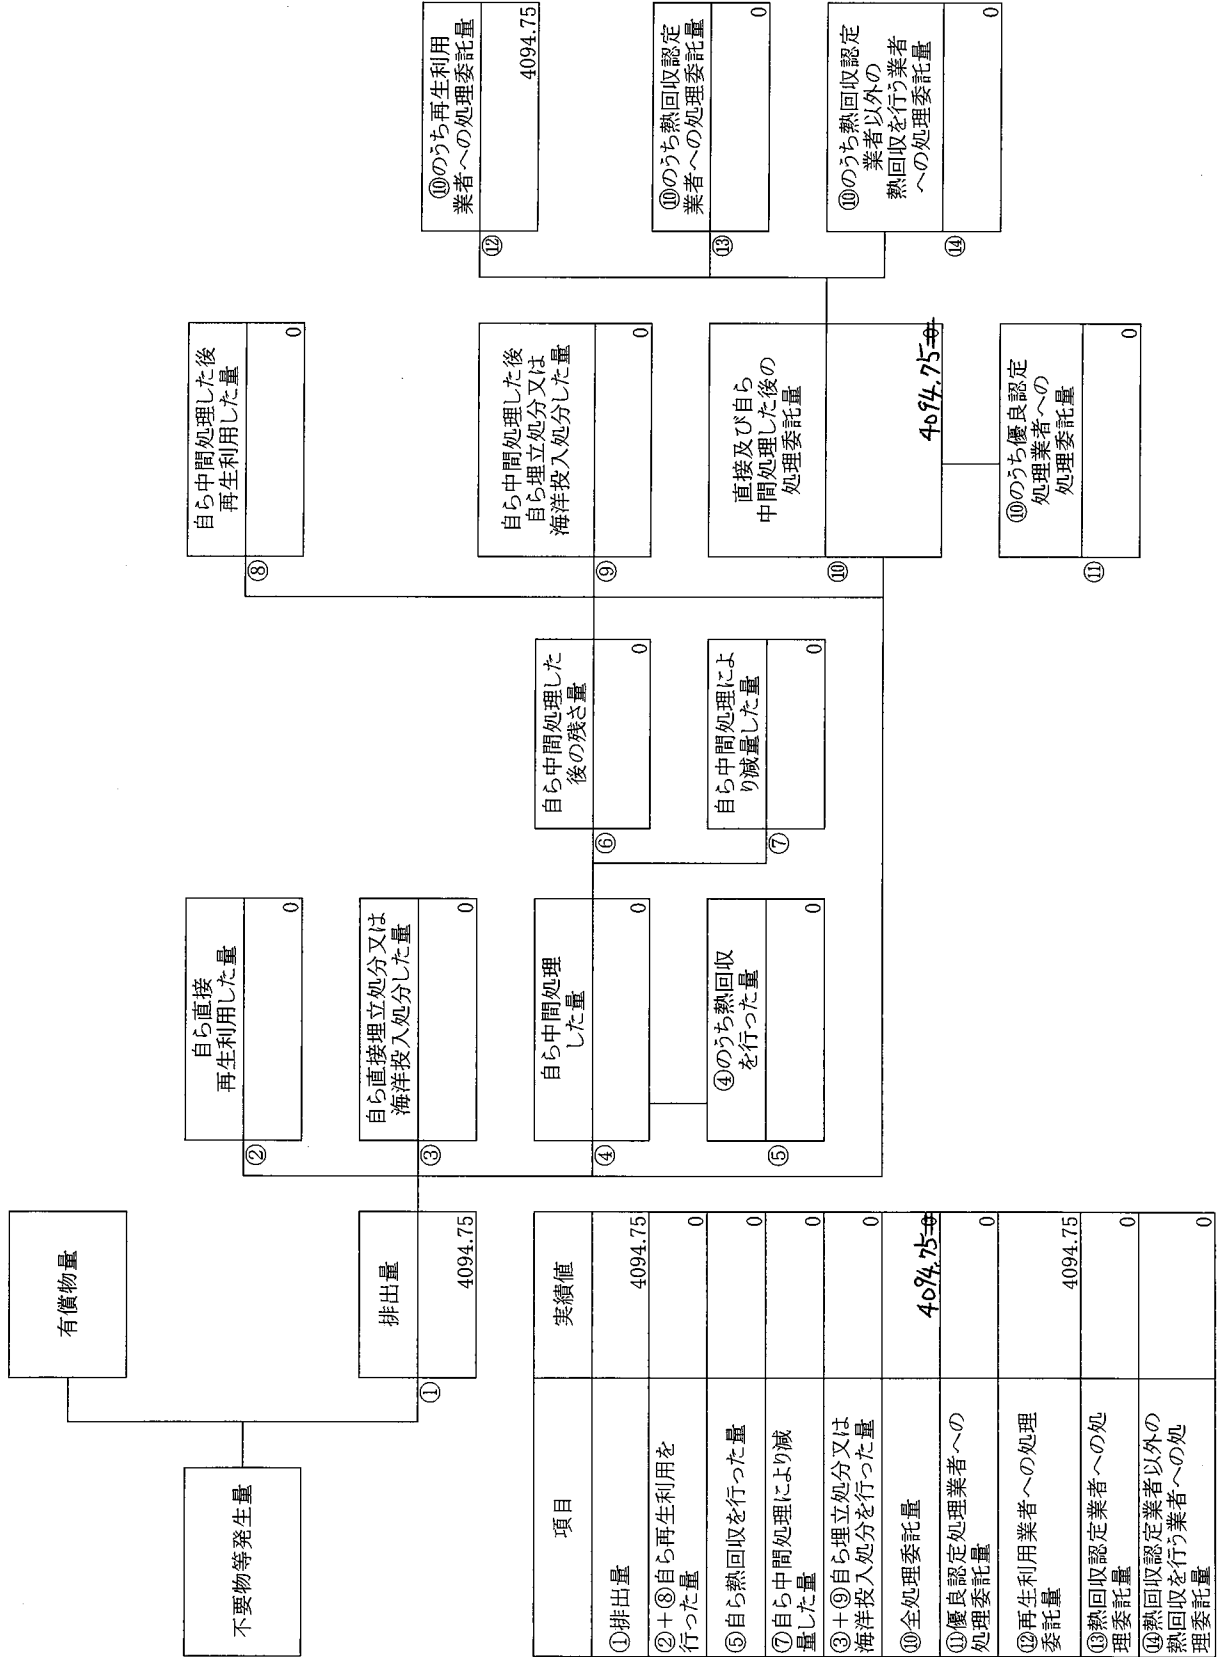 不要物等発生量
有償物量
排出量
①
4094.75
自ら直接
再生利用した量
②
0
自ら直接埋立処分又は
海洋投入処分した量
③
0
自ら中間処理
した量
④
0
④のうち熱回収
を行った量
⑤
0
自ら中間処理した
後の残さ量
⑥
0
自ら中間処理によ
り減量した量
⑦
0
自ら中間処理した後
再生利用した量
⑧
0
自ら中間処理した後
自ら埋立処分又は
海洋投入処分した量
⑨
0
直接及び自ら
中間処理した後の
処理委託量
⑩
4094.75 0
⑩のうち優良認定
処理業者への
処理委託量
⑪
0
⑩のうち再生利用
業者への処理委託量
⑫
4094.75
⑩のうち熱回収認定
業者への処理委託量
⑬
0
⑩のうち熱回収認定
業者以外の
熱回収を行う業者
への処理委託量
⑭
0
項目 実績値
①排出量 4094.75
②+⑧自ら再生利用を
行った量 0
⑤自ら熱回収を行った量 0
⑦自ら中間処理により減
量した量 0
③+⑨自ら埋立処分又は
海洋投入処分を行った量 0
⑩全処理委託量 4094.75 0
⑪優良認定処理業者への
処理委託量 0
⑫再生利用業者への処理
委託量 4094.75
⑬熱回収認定業者への処
理委託量 0
⑭熱回収認定業者以外の
熱回収を行う業者への処
理委託量 0